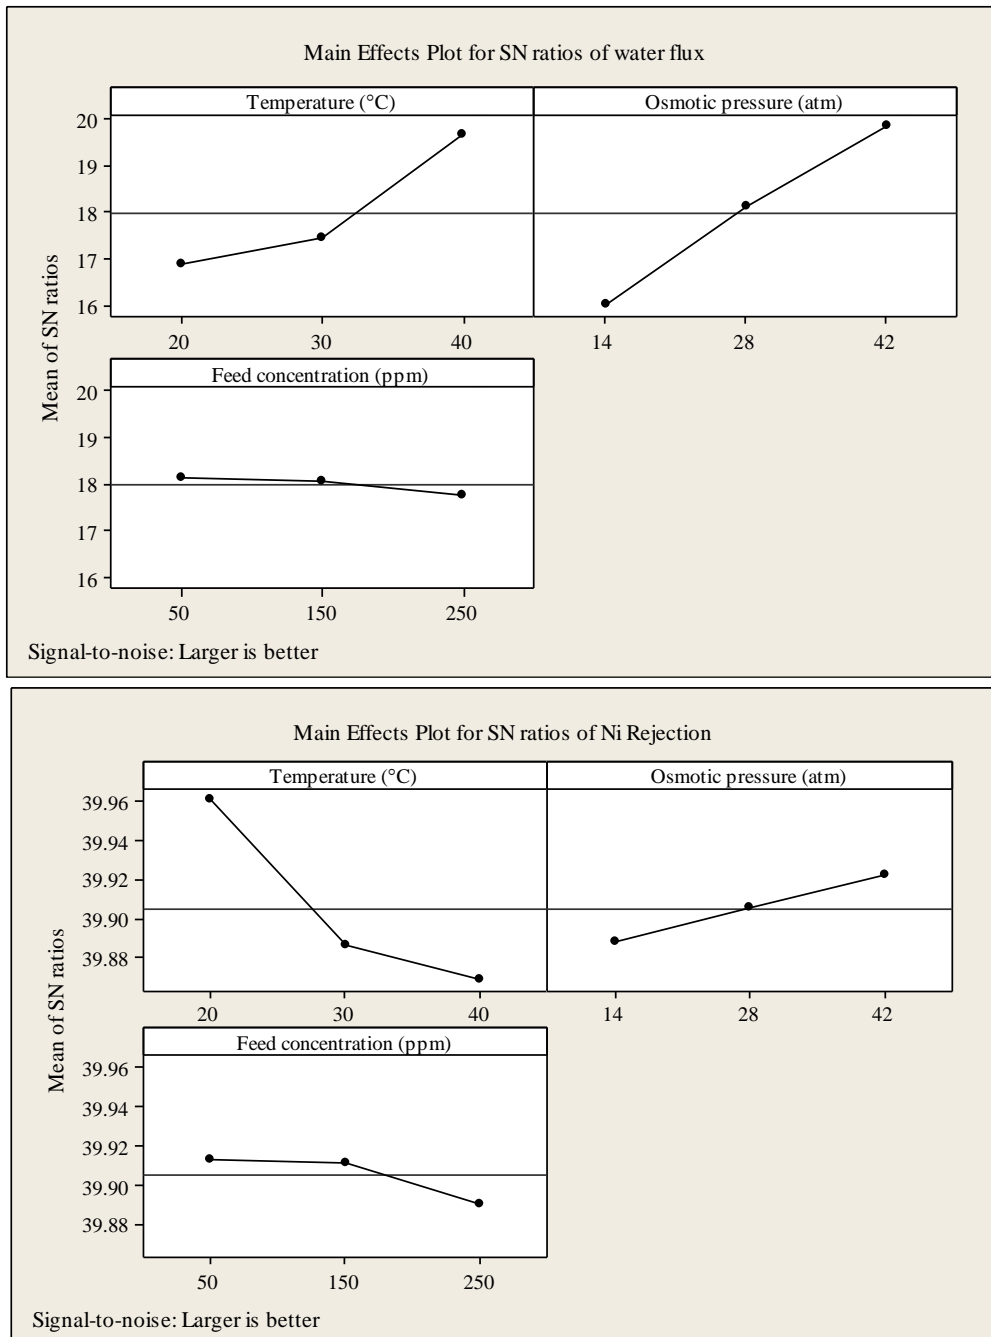 Main Effects Plot for SN ratios of water flux
Temperature (°C)
Osmotic pressure (atm)
Mean of SN ratios
20
19
18
17
16
20 30 40
14 28 42
Feed concentration (ppm)
20
19
18
17
16
50 150 250
Signal-to-noise: Larger is better
Main Effects Plot for SN ratios of Ni Rejection
Temperature (°C)
Osmotic pressure (atm)
Mean of SN ratios
39.96
39.94
39.92
39.90
39.88
20 30 40
14 28 42
Feed concentration (ppm)
39.96
39.94
39.92
39.90
39.88
50 150 250
Signal-to-noise: Larger is better